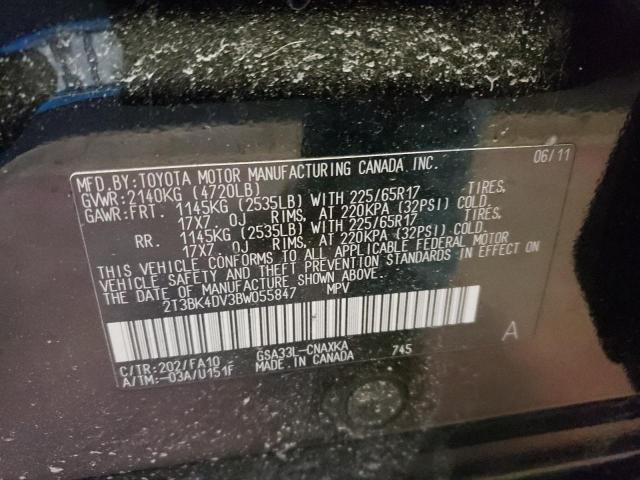 06/11
MFD.BY:TOYOTA MOTOR MANUFACTURING CANADA INC.
GVWR:2140KG (4720LB)
GAWR:FRT. 1145KG (2535LB) WITH 225/65R17 TIRES,
17X7 0J RIMS, AT 220KPA (32PSI) COLD.
RR. 1145KG (2535LB) WITH 225/65R17 TIRES,
17X7 0J RIMS, AT 220KPA (32PSI) COLD.
THIS VEHICLE CONFORMS TO ALL APPLICABLE FEDERAL MOTOR
VEHICLE SAFETY AND THEFT PREVENTION STANDARDS IN EFFECT ON
THE DATE OF MANUFACTURE SHOWN ABOVE.
2T3BK4DV3BW055847 MPV
A
C/TR:202/FA10 GSA33L-CNAXKA 745
A/TM:-03A/U151F MADE IN CANADA